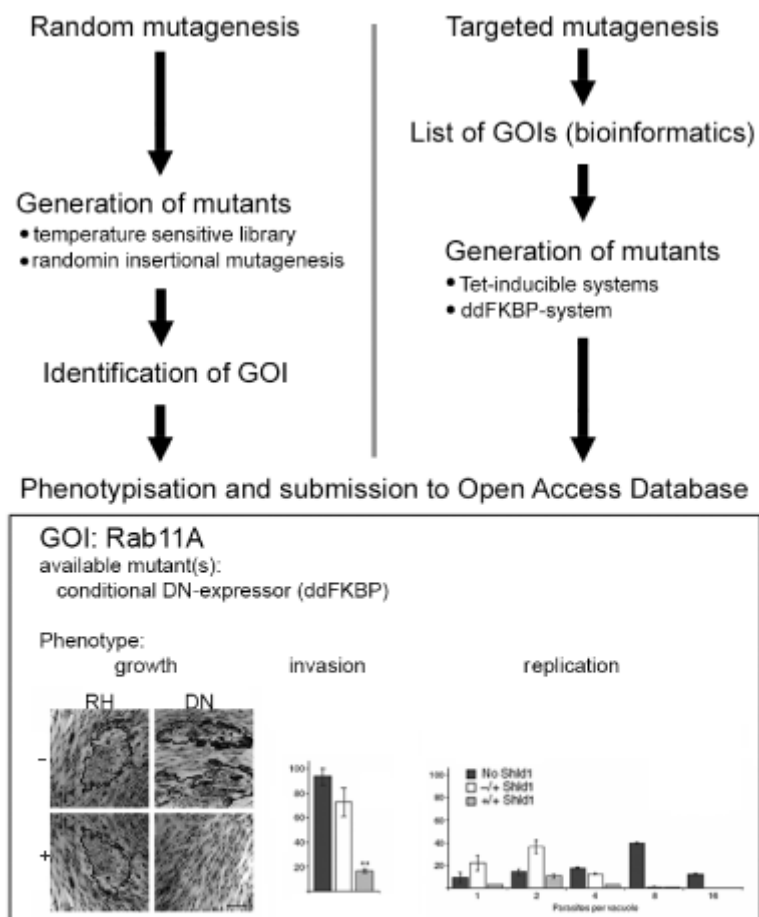 Random mutagenesis
Generation of mutants
• temperature sensitive library
• randomin insertional mutagenesis
Identification of GOI
Targeted mutagenesis
List of GOIs (bioinformatics)
Generation of mutants
• Tet-inducible systems
• ddFKBP-system
Phenotypisation and submission to Open Access Database
GOI: Rab11A
available mutant(s):
conditional DN-expressor (ddFKBP)
Phenotype:
growth
RH DN
-
+
invasion
100
80
60
40
20
**
replication
100
80
60
40
20
No Shld1
-/+ Shld1
+/+ Shld1
1 2 4 8 16
Parasites per vacuole